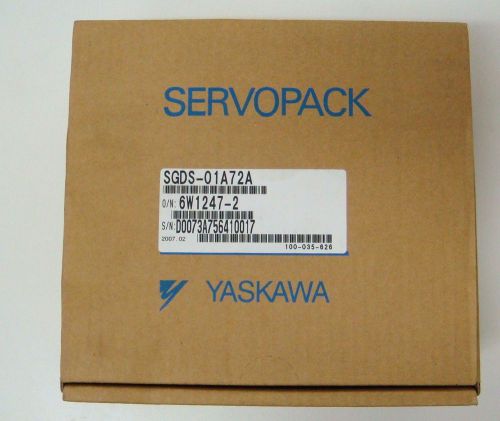 SERVOPACK
SGDS-01A72A
O/N: 6W1247-2
S/N: D0073A756410017
2007.02
100-035-626
YASKAWA